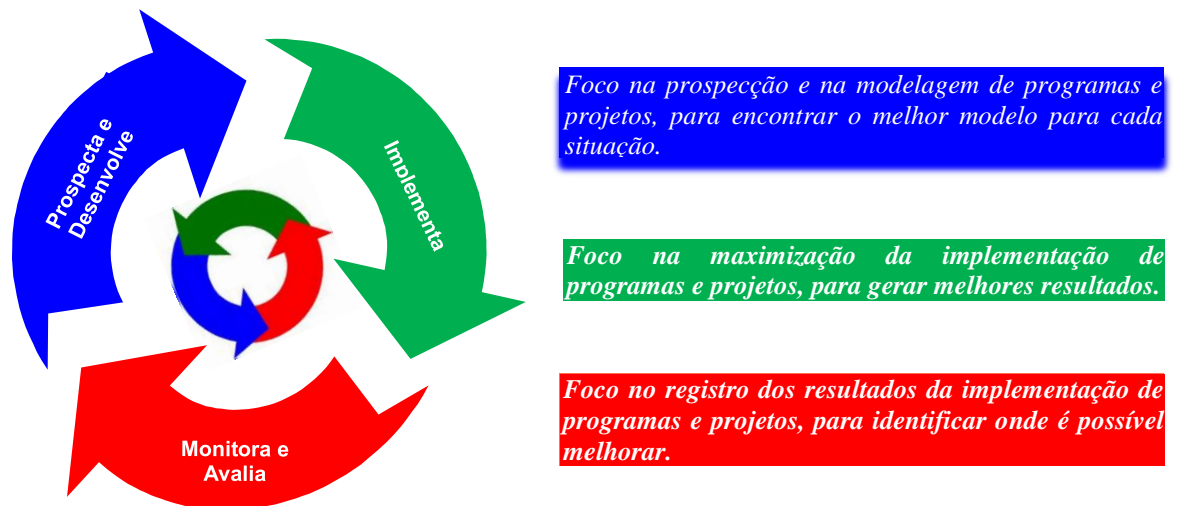 Prospecta e
Desenvolve
Implementa
Monitora e
Avalia
Foco na prospecção e na modelagem de programas e
projetos, para encontrar o melhor modelo para cada
situação.
Foco na maximização da implementação de
programas e projetos, para gerar melhores resultados.
Foco no registro dos resultados da implementação de
programas e projetos, para identificar onde é possível
melhorar.